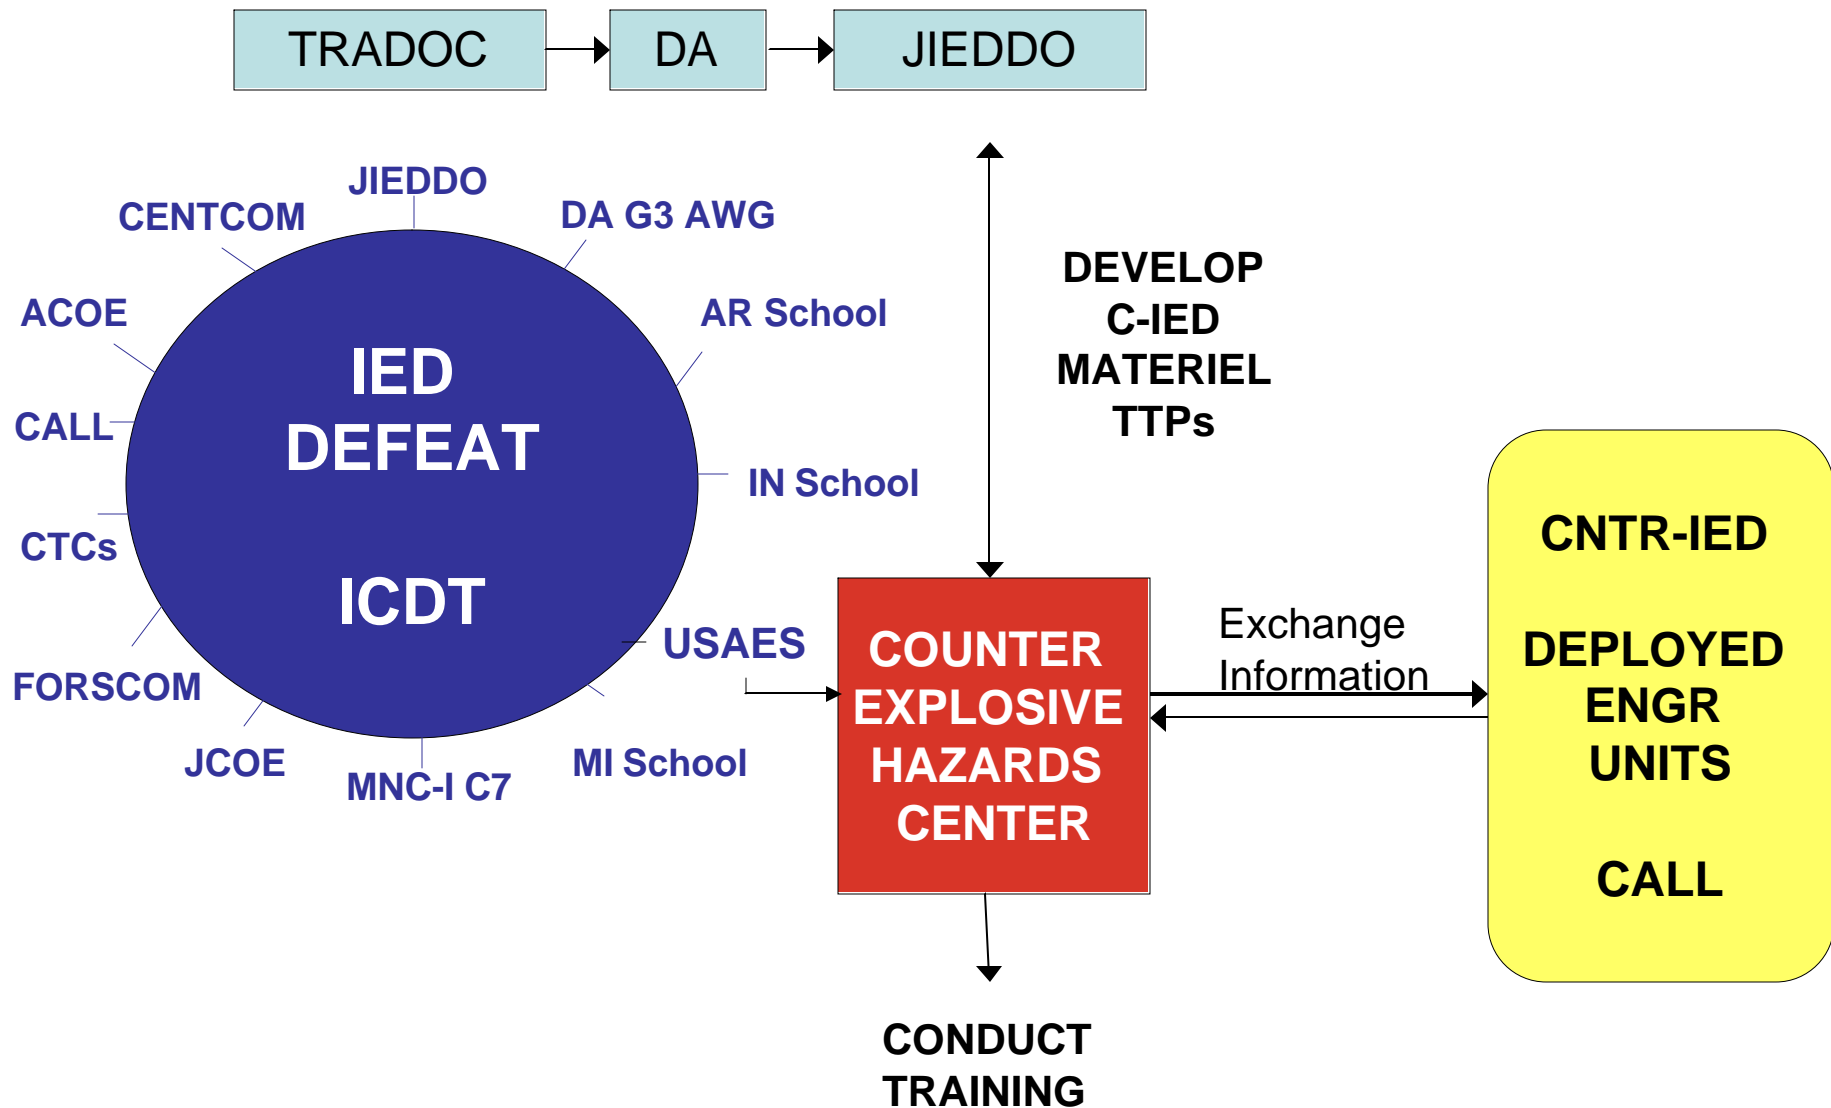 TRADOC
DA
JIEDDO
JIEDDO
CENTCOM
DA G3 AWG
ACOE
AR School
CALL
IN School
CTCs
USAES
FORSCOM
JCOE
MNC-I C7
MI School
IED
DEFEAT
ICDT
DEVELOP
C-IED
MATERIEL
TTPs
COUNTER
EXPLOSIVE
HAZARDS
CENTER
Exchange
Information
CNTR-IED
DEPLOYED
ENGR
UNITS
CALL
CONDUCT
TRAINING